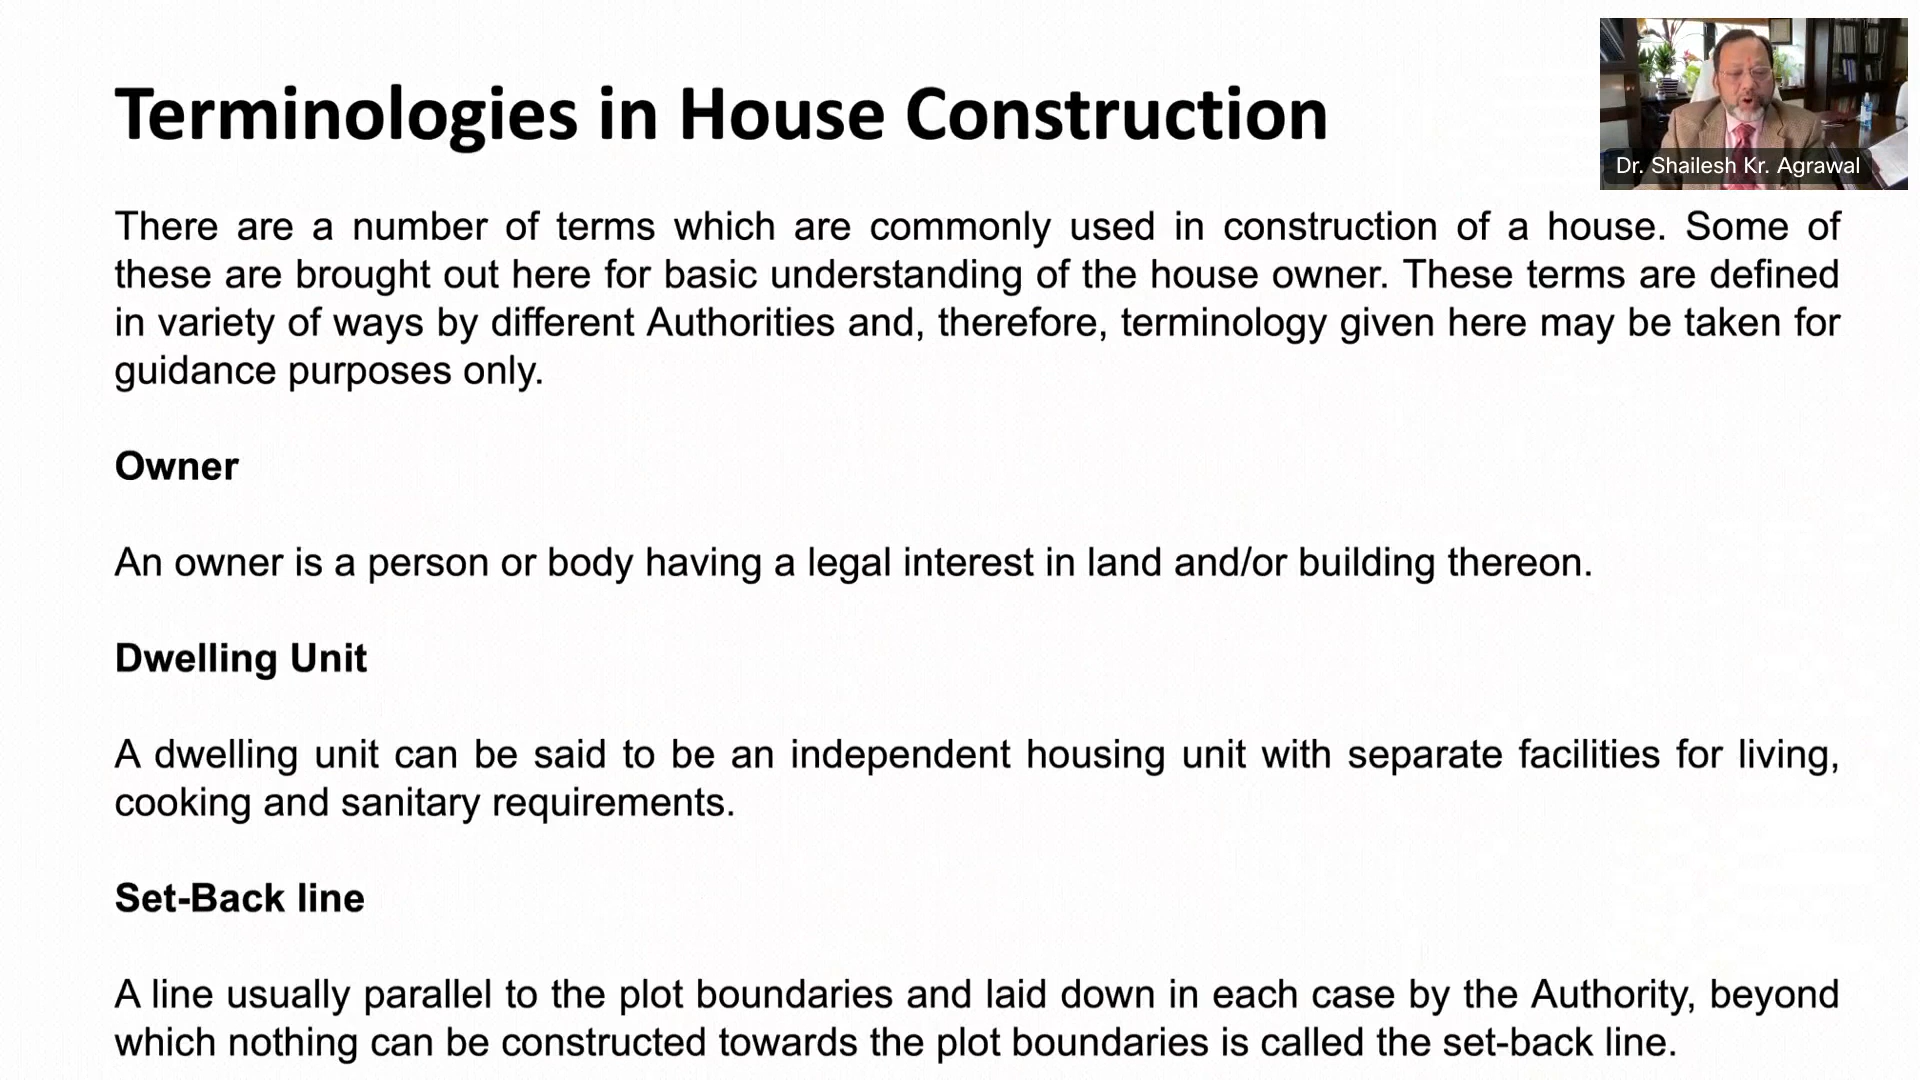 Terminologies in House Construction
Dr. Shailesh Kr. Agrawal
There are a number of terms which are commonly used in construction of a house. Some of
these are brought out here for basic understanding of the house owner. These terms are defined
in variety of ways by different Authorities and, therefore, terminology given here may be taken for
guidance purposes only.
Owner
An owner is a person or body having a legal interest in land and/or building thereon.
Dwelling Unit
A dwelling unit can be said to be an independent housing unit with separate facilities for living,
cooking and sanitary requirements.
Set-Back line
A line usually parallel to the plot boundaries and laid down in each case by the Authority, beyond
which nothing can be constructed towards the plot boundaries is called the set-back line.